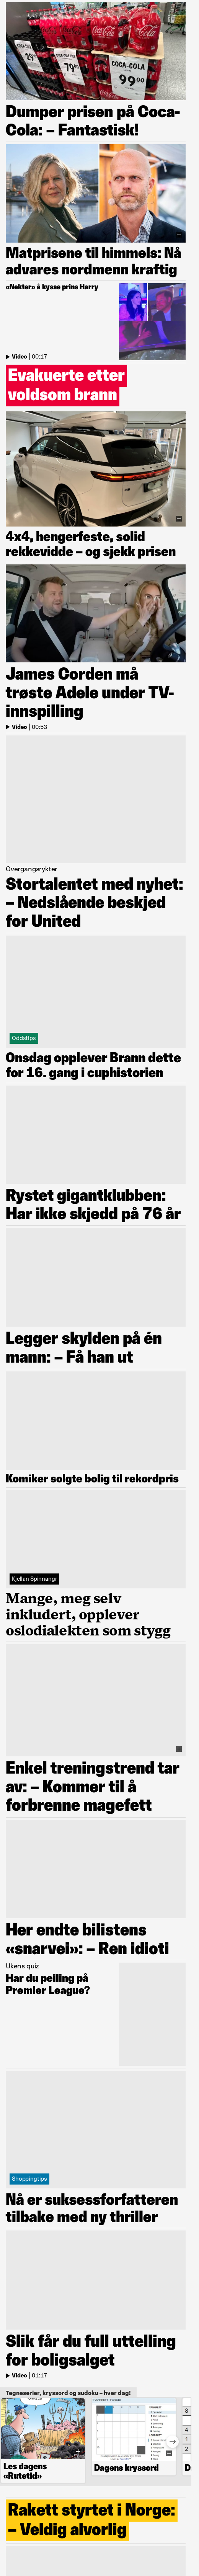 COCA-COLA
99⁰⁰
79⁹⁰
Dumper prisen på Coca-
Cola: – Fantastisk!
Matprisene til himmels: Nå
advares nordmenn kraftig
«Nekter» å kysse prins Harry
Video | 00:17
Evakuerte etter
voldsom brann
4x4, hengerfeste, solid
rekkevidde – og sjekk prisen
James Corden må
trøste Adele under TV-
innspilling
Video | 00:53
Overgangsrykter
Stortalentet med nyhet:
– Nedslående beskjed
for United
Oddstips
Onsdag opplever Brann dette
for 16. gang i cuphistorien
Rystet gigantklubben:
Har ikke skjedd på 76 år
Legger skylden på én
mann: – Få han ut
Komiker solgte bolig til rekordpris
Kjetlan Spinnangr
Mange, meg selv
inkludert, opplever
oslodialekten som stygg
Enkel treningstrend tar
av: – Kommer til å
forbrenne magefett
Her endte bilistens
«snarvei»: – Ren idioti
Ukens quiz
Har du peiling på
Premier League?
Shoppingtips
Nå er suksessforfatteren
tilbake med ny thriller
Slik får du full uttelling
for boligsalget
Video | 01:17
Tegneserier, kryssord og sudoku – hver dag!
Les dagens
«Rutetid»
Dagens kryssord
8
4
1
2
Rakett styrtet i Norge:
– Veldig alvorlig